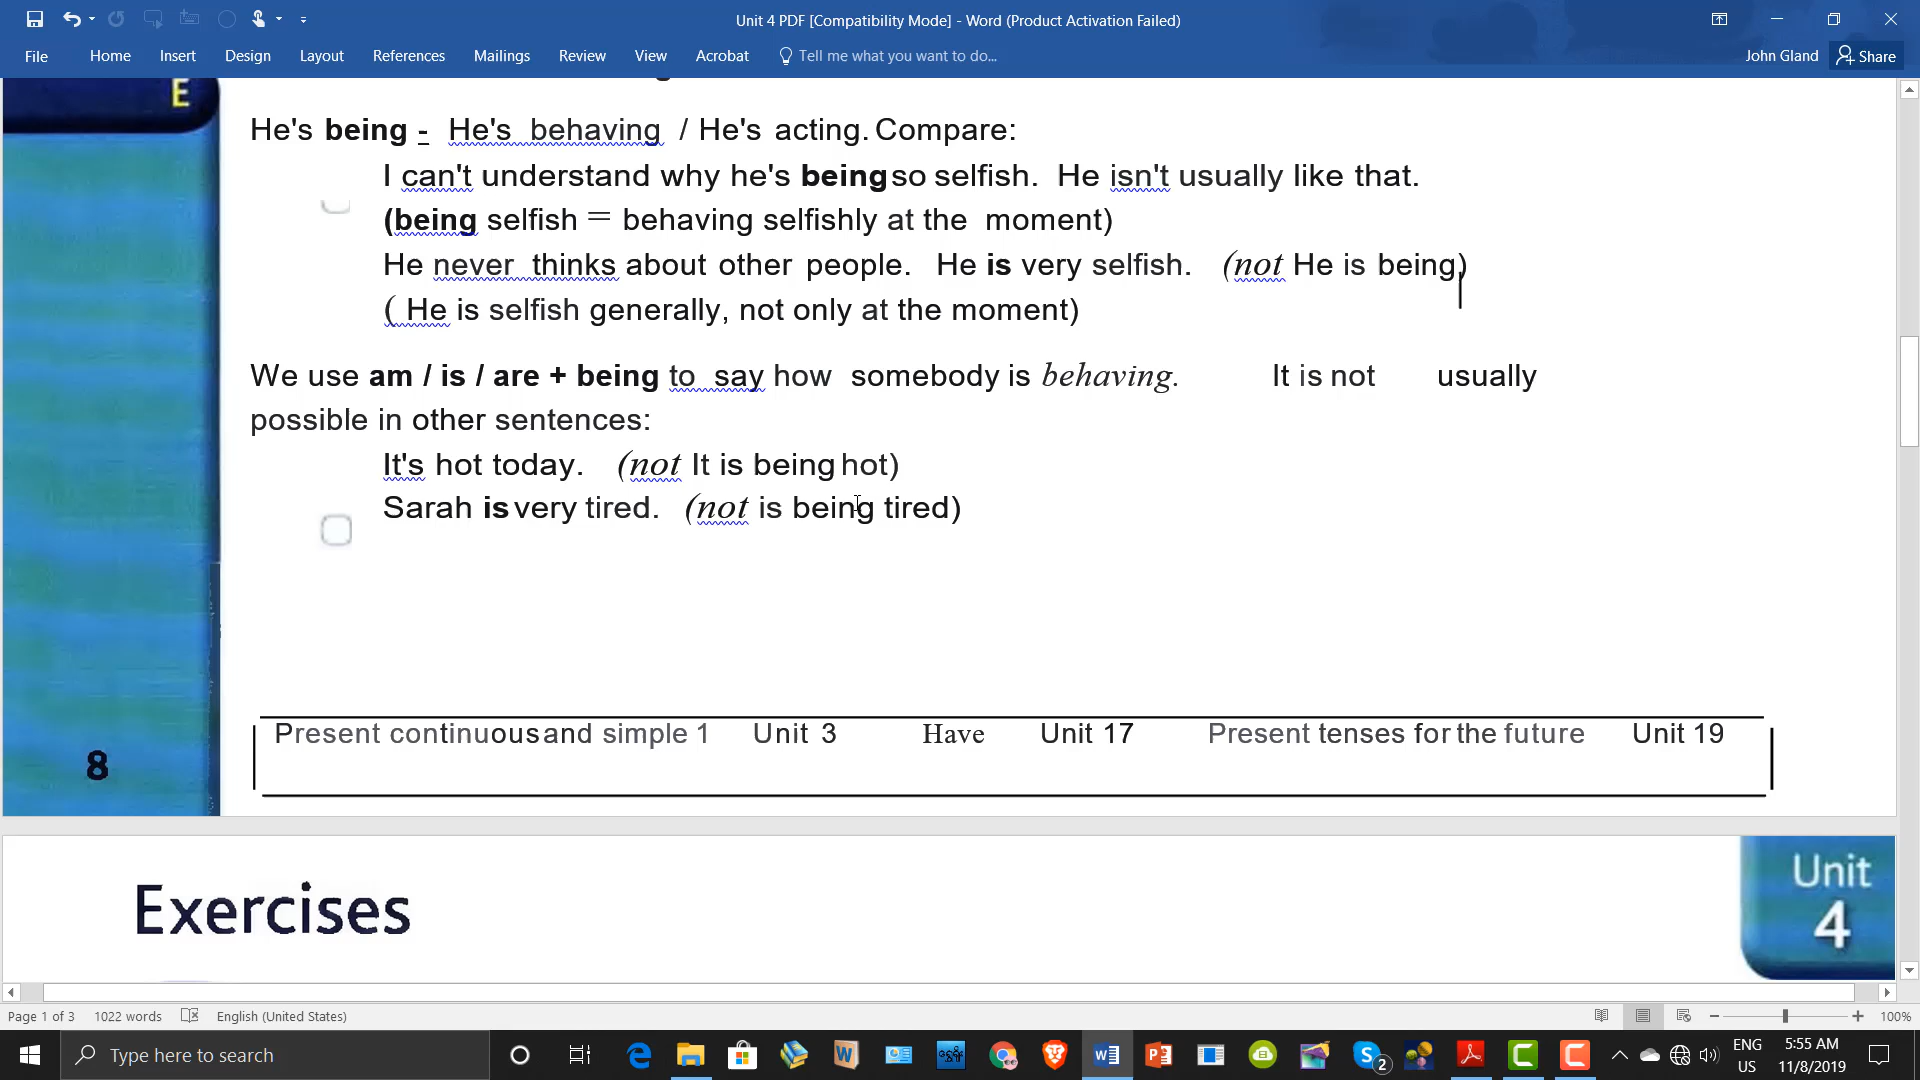 Unit 4 PDF [Compatibility Mode] - Word (Product Activation Failed)
File Home Insert Design Layout References Mailings Review View Acrobat Tell me what you want to do... John Gland Share
E
He's being - He's behaving / He's acting. Compare:
I can't understand why he's being so selfish. He isn't usually like that.
(being selfish = behaving selfishly at the moment)
He never thinks about other people. He is very selfish. (not He is being)
( He is selfish generally, not only at the moment)
We use am / is / are + being to say how somebody is behaving. It is not usually
possible in other sentences:
It's hot today. (not It is being hot)
Sarah is very tired. (not is being tired)
Present continuous and simple 1 Unit 3 Have Unit 17 Present tenses for the future Unit 19
8
Exercises
Unit
4
Page 1 of 3 1022 words English (United States) 100%
Type here to search
2
ENG
US
5:55 AM
11/8/2019